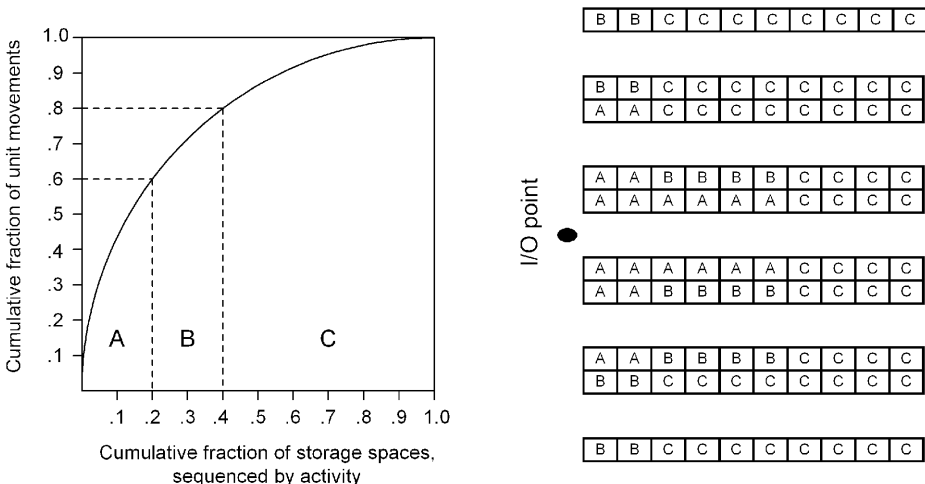 Cumulative fraction of unit movements
1.0
.9
.8
.7
.6
.5
.4
.3
.2
.1
A B C
.1 .2 .3 .4 .5 .6 .7 .8 .9 1.0
Cumulative fraction of storage spaces,
sequenced by activity
I/O point
B B C C C C C C C C
B B C C C C C C C C
A A C C C C C C C C
A A B B B B C C C C
A A A A A A C C C C
A A A A A A C C C C
A A B B B B C C C C
A A B B B B C C C C
B B C C C C C C C C
B B C C C C C C C C